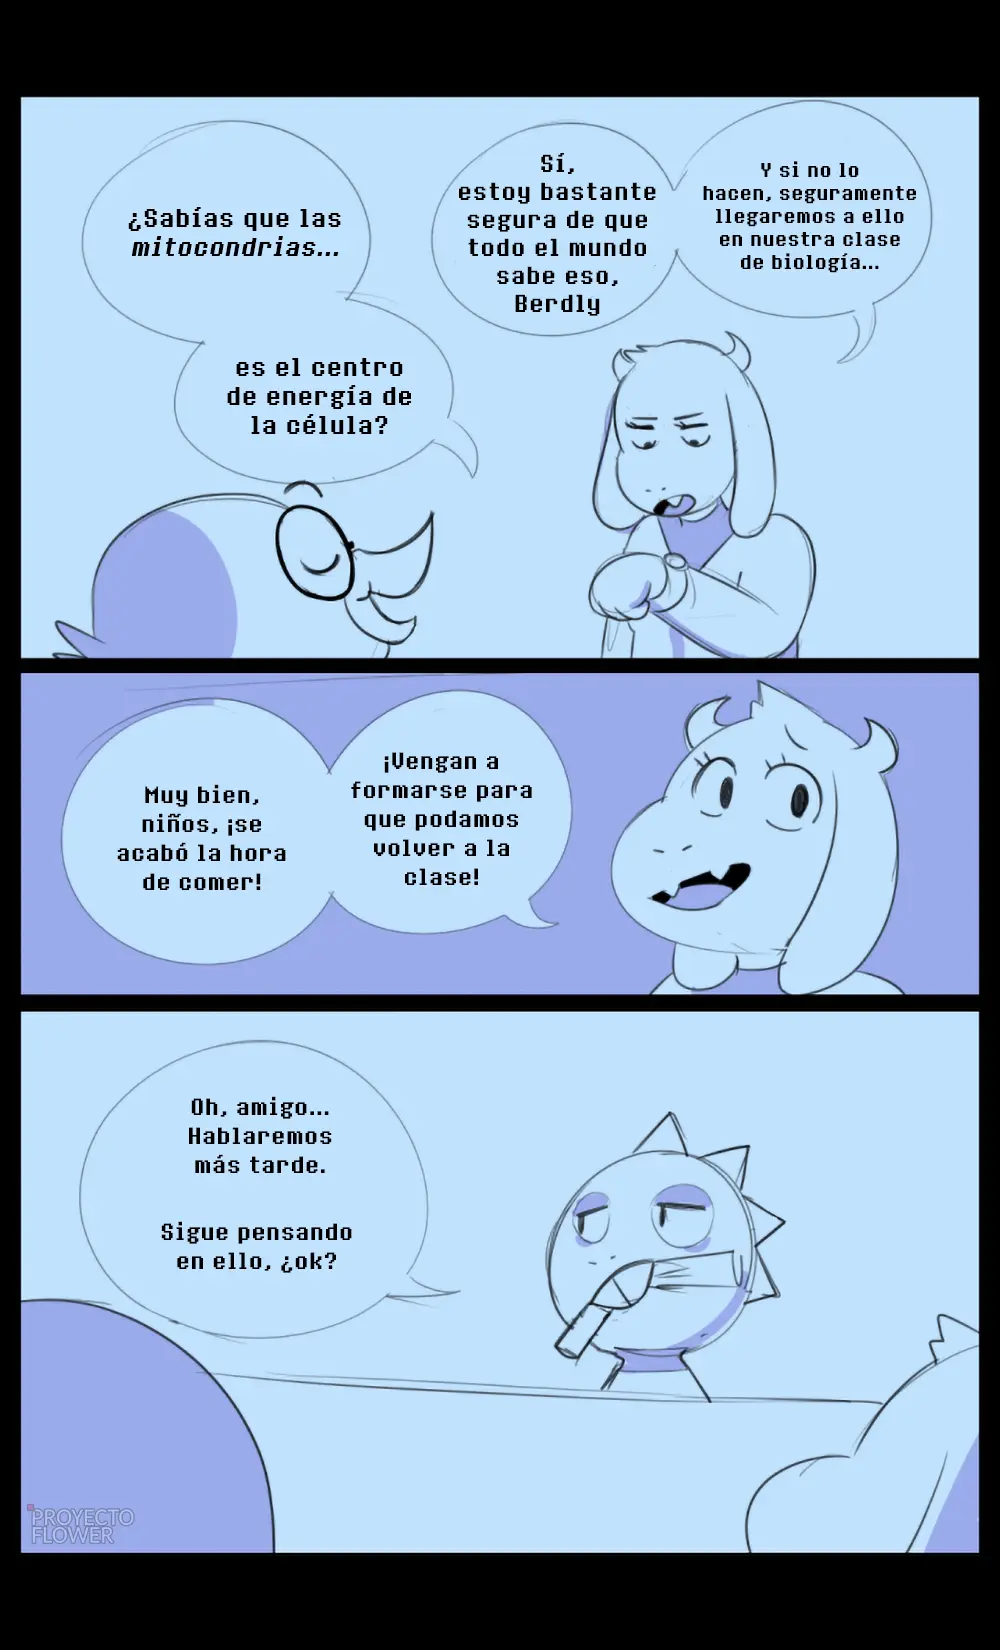 ¿Sabías que las
mitocondrias...
es el centro
de energía de
la célula?
Sí,
estoy bastante
segura de que
todo el mundo
sabe eso,
Berdly
Y si no lo
hacen, seguramente
llegaremos a ello
en nuestra clase
de biología...
Muy bien,
niños, ¡se
acabó la hora
de comer!
¡Vengan a
formarse para
que podamos
volver a la
clase!
Oh, amigo...
Hablaremos
más tarde.
Sigue pensando
en ello, ¿ok?
PROYECTO
FLOWER